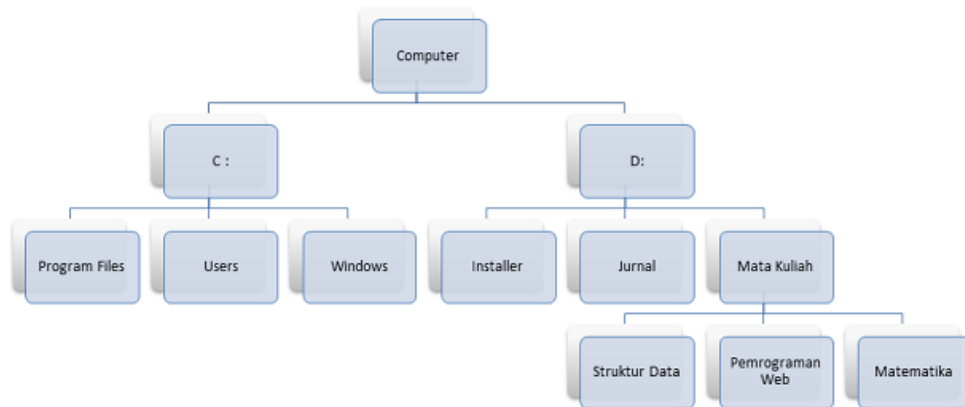 Computer
C :
D:
Program Files
Users
Windows
Installer
Jurnal
Mata Kuliah
Struktur Data
Pemrograman
Web
Matematika